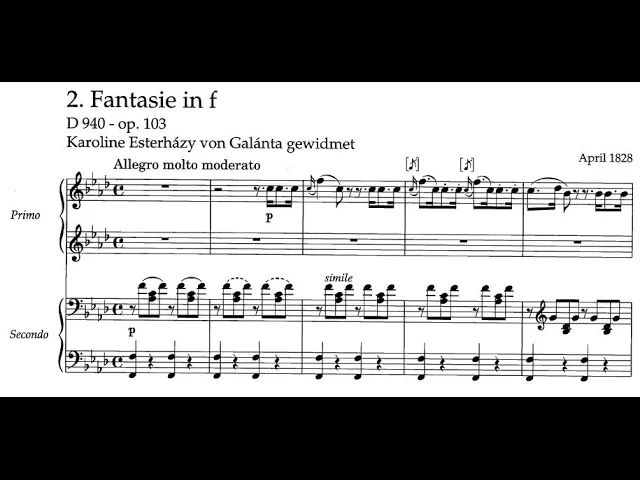 2. Fantasie in f
D 940 - op. 103
Karoline Esterházy von Galánta gewidmet
Allegro molto moderato
April 1828
Primo
p
simile
Secondo
p